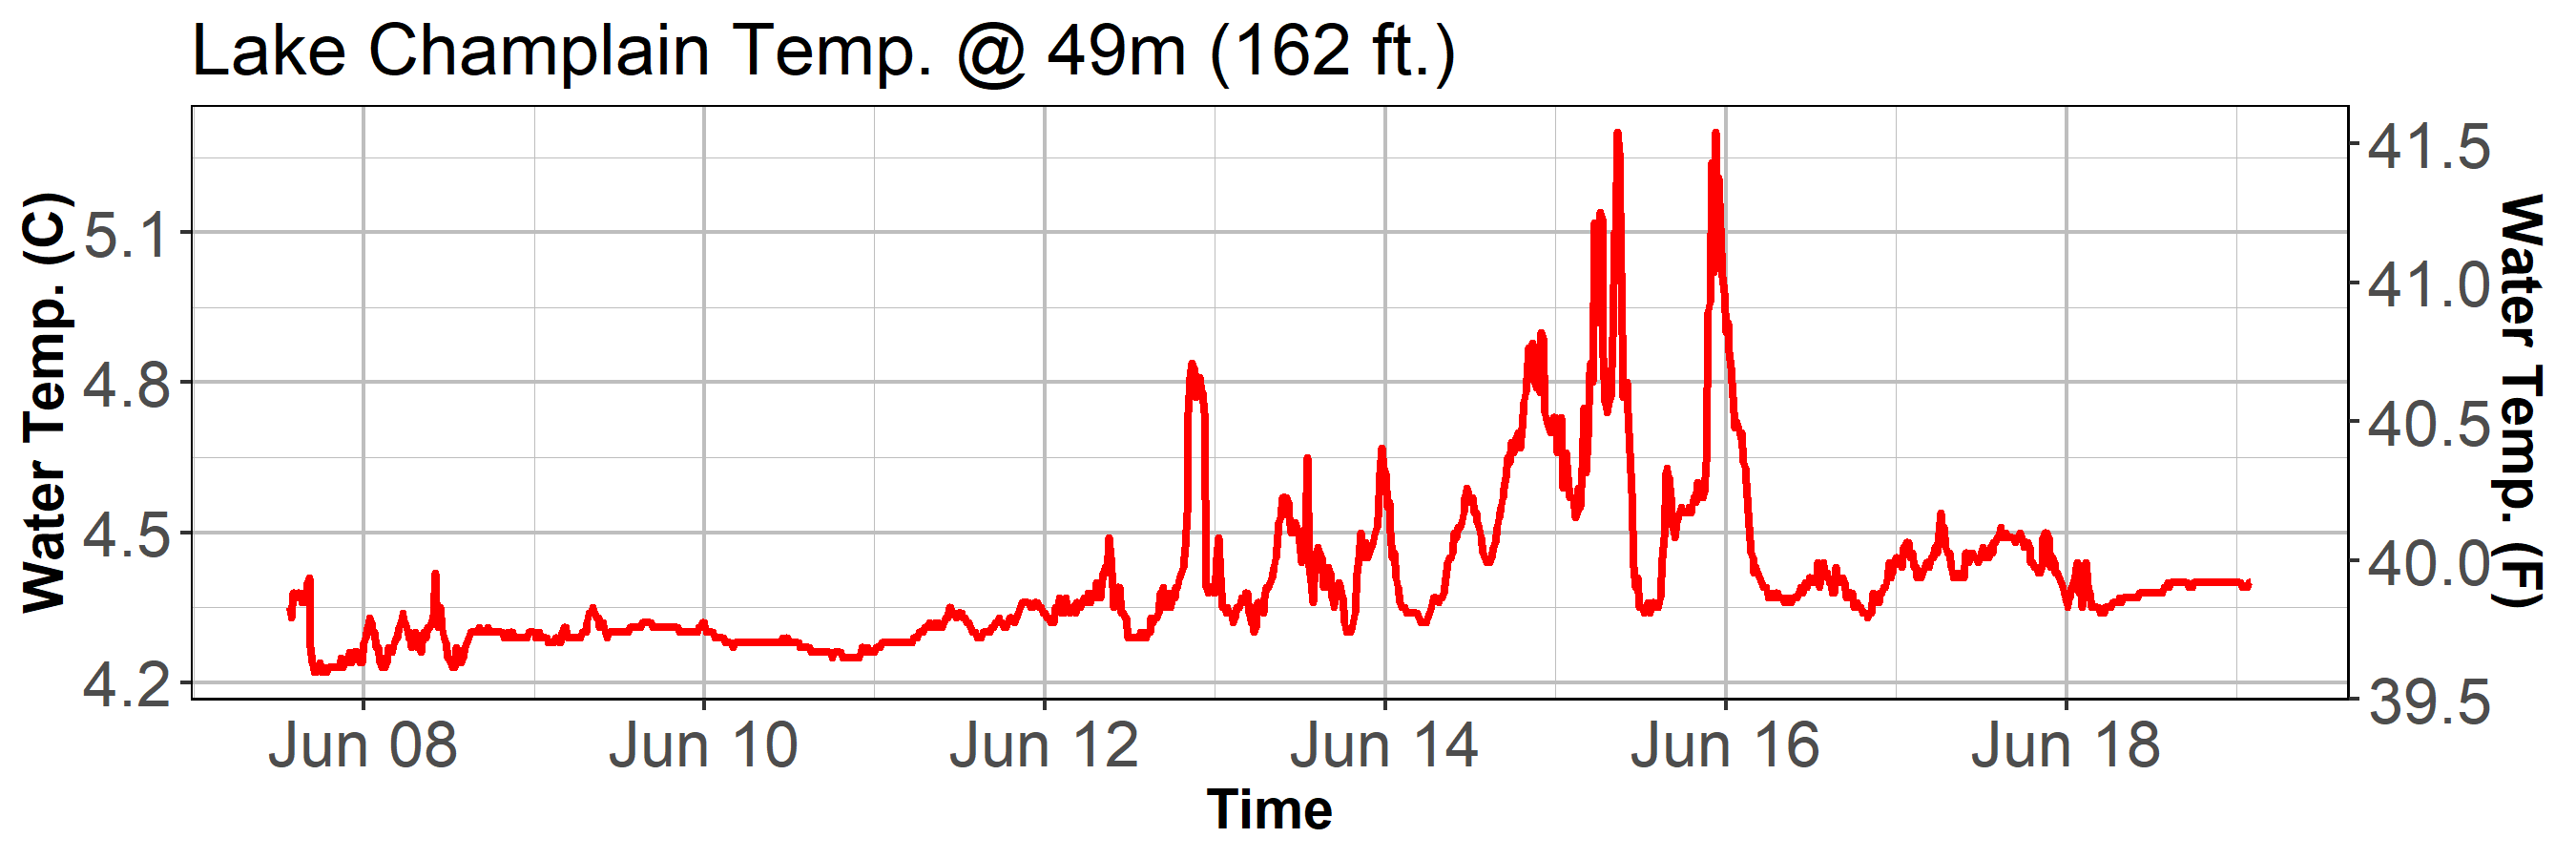 Lake Champlain Temp. @ 49m (162 ft.)
Water Temp. (C)
5.1
4.8
4.5
4.2
41.5
41.0
40.5
40.0
39.5
Water Temp. (F)
Jun 08 Jun 10 Jun 12 Jun 14 Jun 16 Jun 18
Time